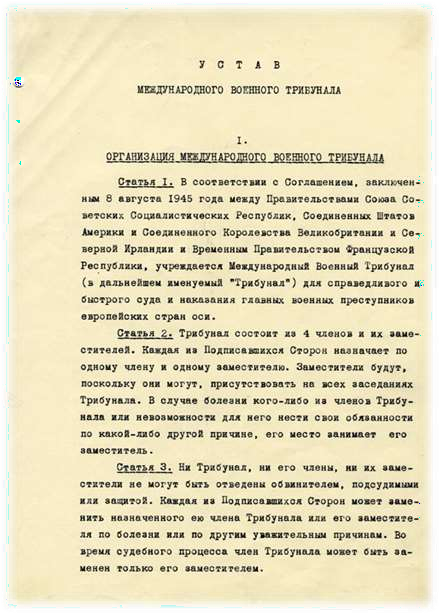 У С Т А В
МЕЖДУНАРОДНОГО ВОЕННОГО ТРИБУНАЛА
I.
ОРГАНИЗАЦИЯ МЕЖДУНАРОДНОГО ВОЕННОГО ТРИБУНАЛА
Статья I. В соответствии с Соглашением, заключен-
ным 8 августа 1945 года между Правительствами Союза Со-
ветских Социалистических Республик, Соединенных Штатов
Америки и Соединенного Королевства Великобритании и Се-
верной Ирландии и Временным Правительством Французской
Республики, учреждается Международный Военный Трибунал
(в дальнейшем именуемый "Трибунал") для справедливого и
быстрого суда и наказания главных военных преступников
европейских стран оси.
Статья 2. Трибунал состоит из 4 членов и их заме-
стителей. Каждая из Подписавшихся Сторон назначает по
одному члену и одному заместителю. Заместители будут,
поскольку они могут, присутствовать на всех заседаниях
Трибунала. В случае болезни кого-либо из членов Трибу-
нала или невозможности для него нести свои обязанности
по какой-либо другой причине, его место занимает его
заместитель.
Статья 3. Ни Трибунал, ни его члены, ни их заме-
стители не могут быть отведены обвинителем, подсудимыми
или защитой. Каждая из Подписавшихся Сторон может заме-
нить назначенного ею члена Трибунала или его заместите-
ля по болезни или по другим уважительным причинам. Во
время судебного процесса член Трибунала может быть за-
менен только его заместителем.